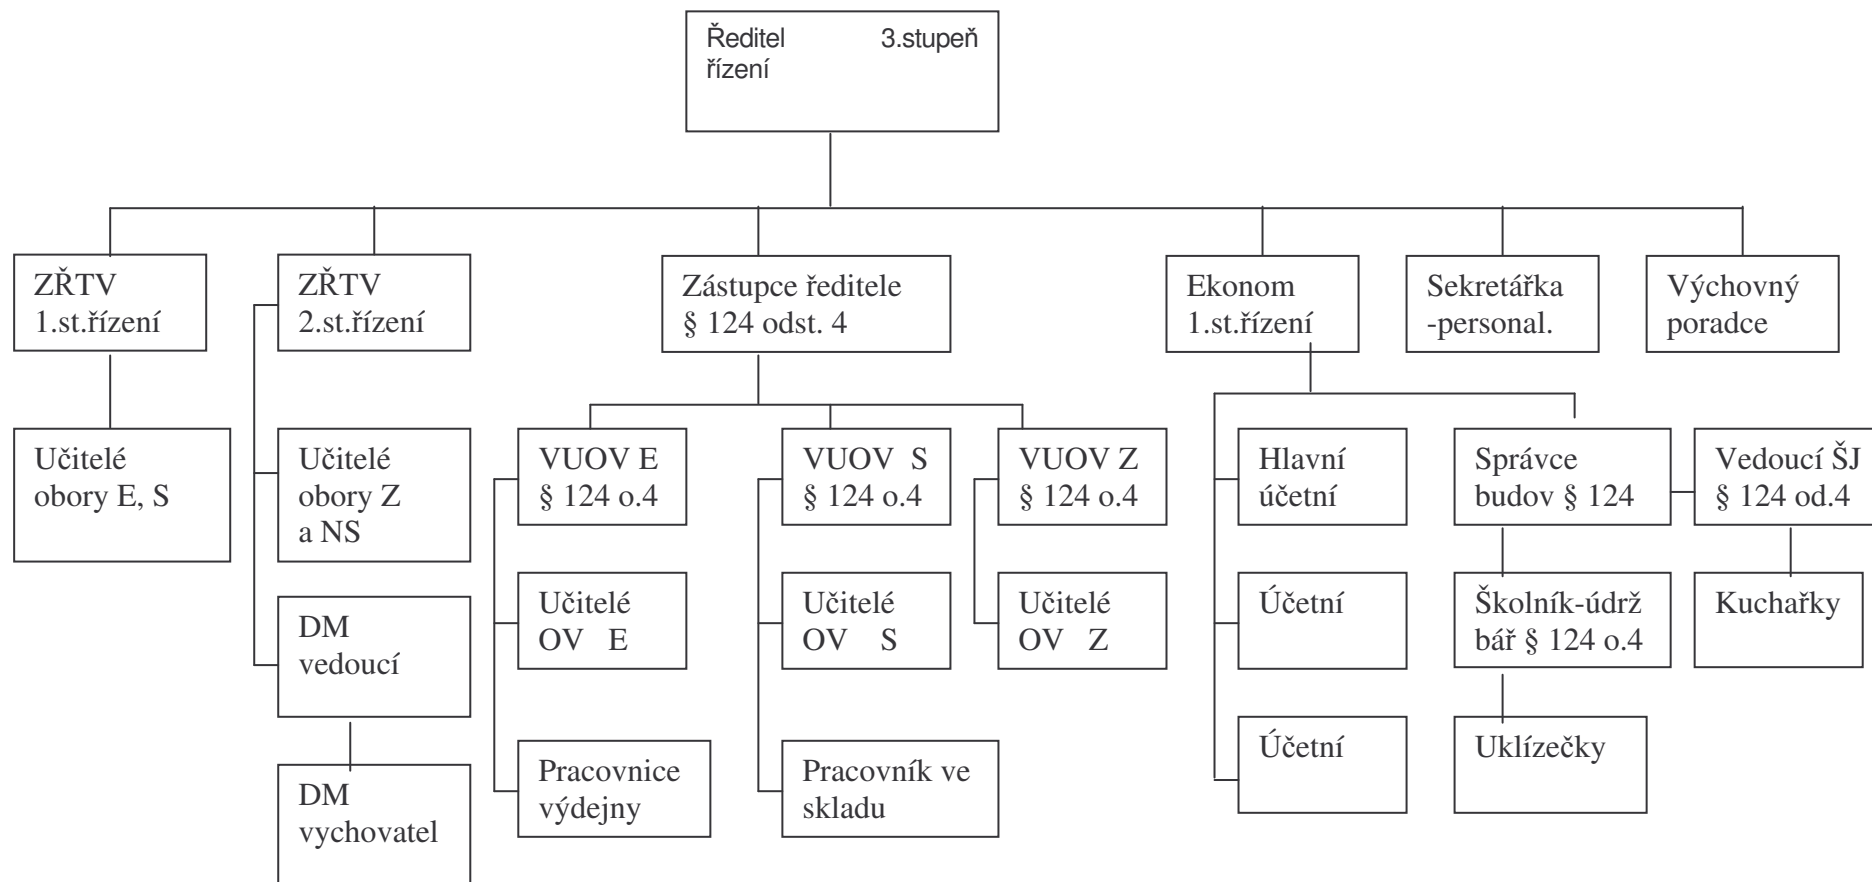 Ředitel 3.stupeň
řízení
ZŘTV
1.st.řízení
ZŘTV
2.st.řízení
Zástupce ředitele
§ 124 odst. 4
Ekonom
1.st.řízení
Sekretářka
-personal.
Výchovný
poradce
Učitelé
obory E, S
Učitelé
obory Z
a NS
VUOV E
§ 124 o.4
VUOV S
§ 124 o.4
VUOV Z
§ 124 o.4
Hlavní
účetní
Správce
budov § 124
Vedoucí ŠJ
§ 124 od.4
DM
vedoucí
Učitelé
OV E
Učitelé
OV S
Učitelé
OV Z
Účetní
Školník-údrž
bář § 124 o.4
Kuchařky
DM
vychovatel
Pracovnice
výdejny
Pracovník ve
skladu
Účetní
Uklízečky